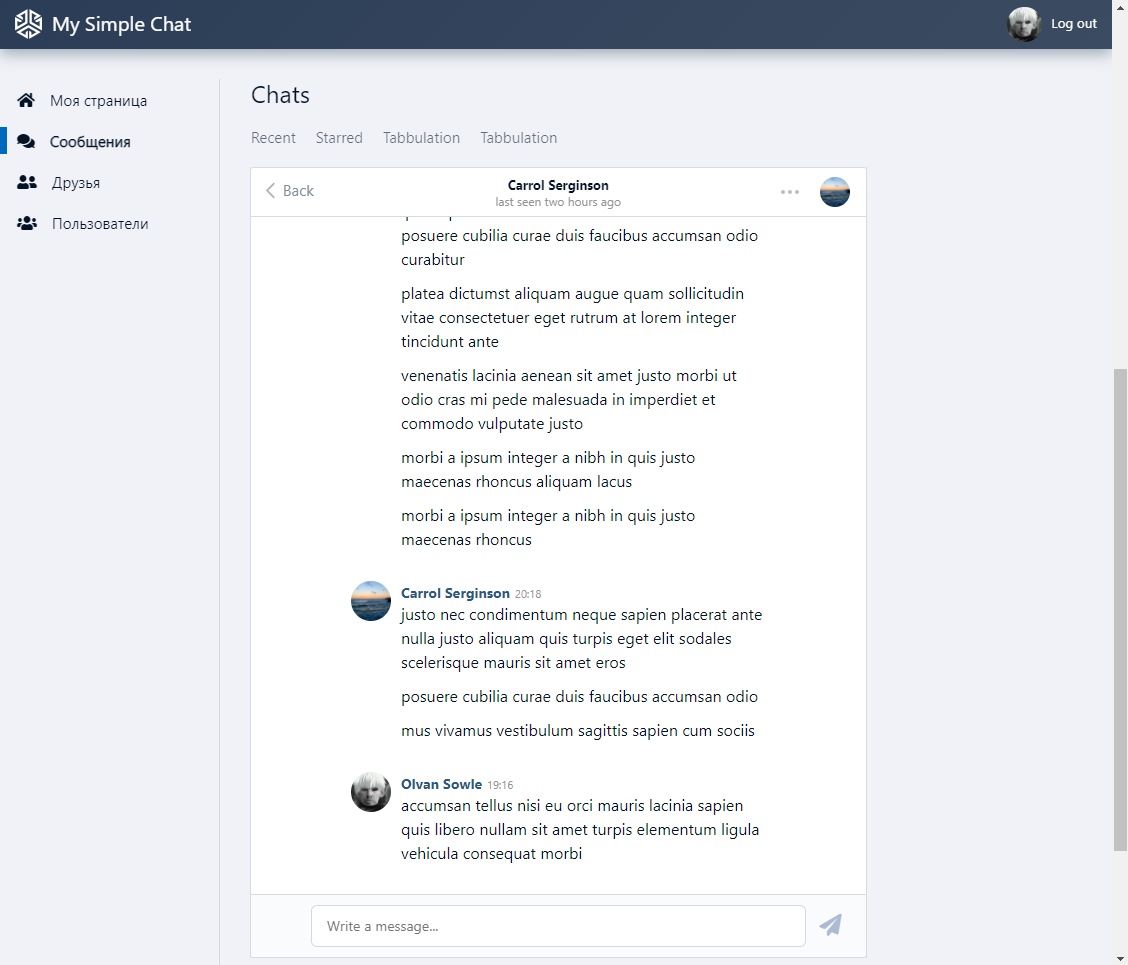 My Simple Chat
Log out
Моя страница
Сообщения
Друзья
Пользователи
Chats
Recent Starred Tabbulation Tabbulation
Back
Carrol Serginson
last seen two hours ago
posuere cubilia curae duis faucibus accumsan odio
curabitur
platea dictumst aliquam augue quam sollicitudin
vitae consectetuer eget rutrum at lorem integer
tincidunt ante
venenatis lacinia aenean sit amet justo morbi ut
odio cras mi pede malesuada in imperdiet et
commodo vulputate justo
morbi a ipsum integer a nibh in quis justo
maecenas rhoncus aliquam lacus
morbi a ipsum integer a nibh in quis justo
maecenas rhoncus
Carrol Serginson 20:18
justo nec condimentum neque sapien placerat ante
nulla justo aliquam quis turpis eget elit sodales
scelerisque mauris sit amet eros
posuere cubilia curae duis faucibus accumsan odio
mus vivamus vestibulum sagittis sapien cum sociis
Olvan Sowle 19:16
accumsan tellus nisi eu orci mauris lacinia sapien
quis libero nullam sit amet turpis elementum ligula
vehicula consequat morbi
Write a message...